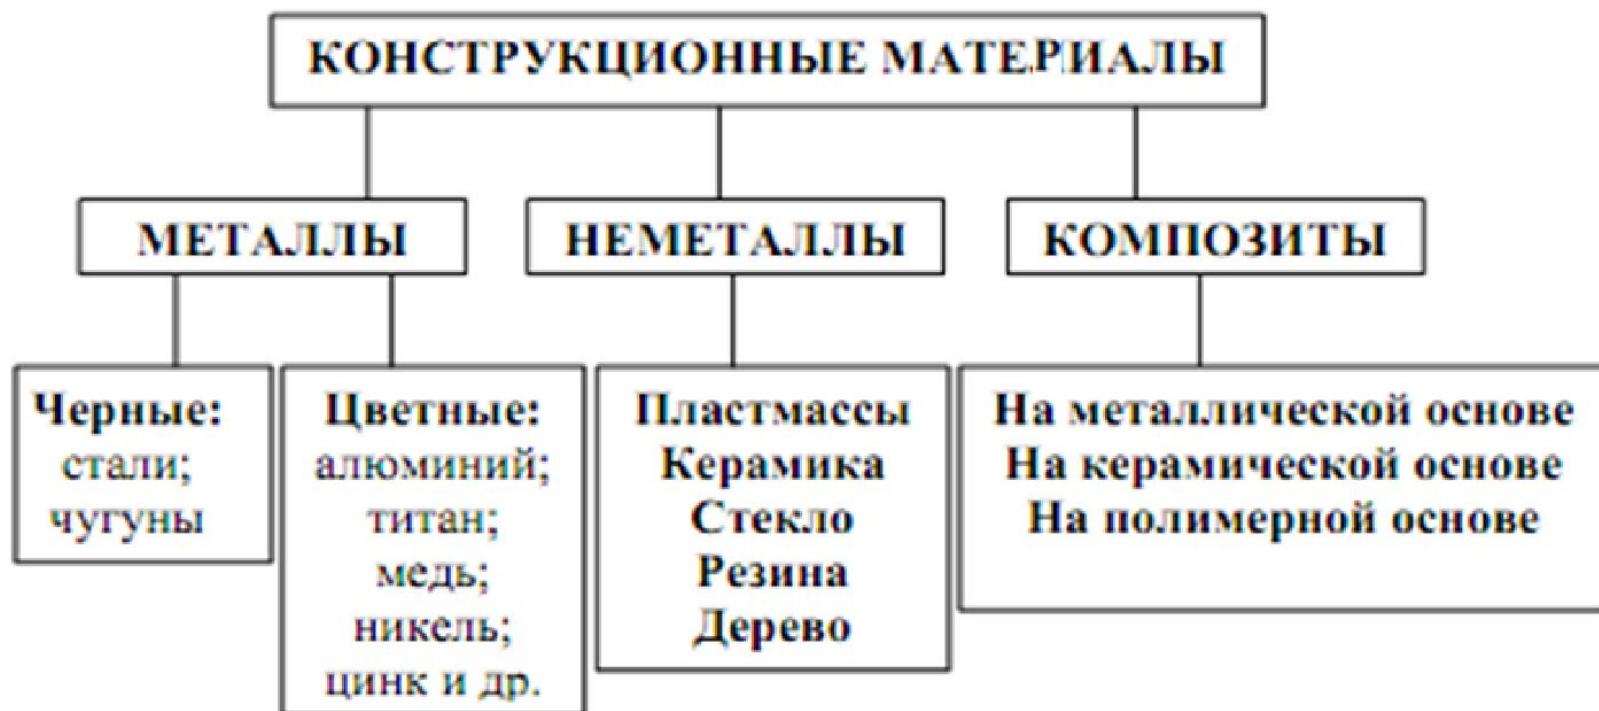 КОНСТРУКЦИОННЫЕ МАТЕРИАЛЫ
МЕТАЛЛЫ
НЕМЕТАЛЛЫ
КОМПОЗИТЫ
Черные:
стали;
чугуны
Цветные:
алюминий;
титан;
медь;
никель;
цинк и др.
Пластмассы
Керамика
Стекло
Резина
Дерево
На металлической основе
На керамической основе
На полимерной основе